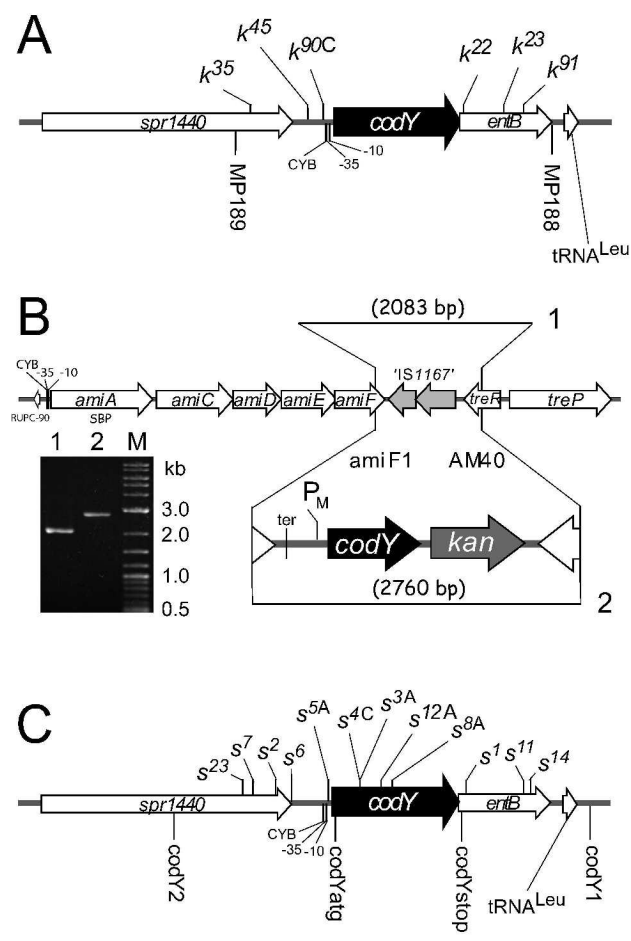 A
k35 k45 k90C k22 k23 k91
spr1440 codY entB
CYB -35 -10
MP189 MP188
tRNALeu
B
(2083 bp) 1
CYB -35 -10 'IS1167'
amiA amiC amiD amiE amiF treR treP
RUPC-90 SBP
1 2 M kb
amiF1 AM40
3.0
2.0
1.0
0.5
ter PM
codY kan
(2760 bp) 2
C
s23 s7 s2 s6 s5A s4C s3A s12A s8A s1 s11 s14
spr1440 codY entB
CYB -35 -10
codY2 codYatg codYstop tRNALeu codY1